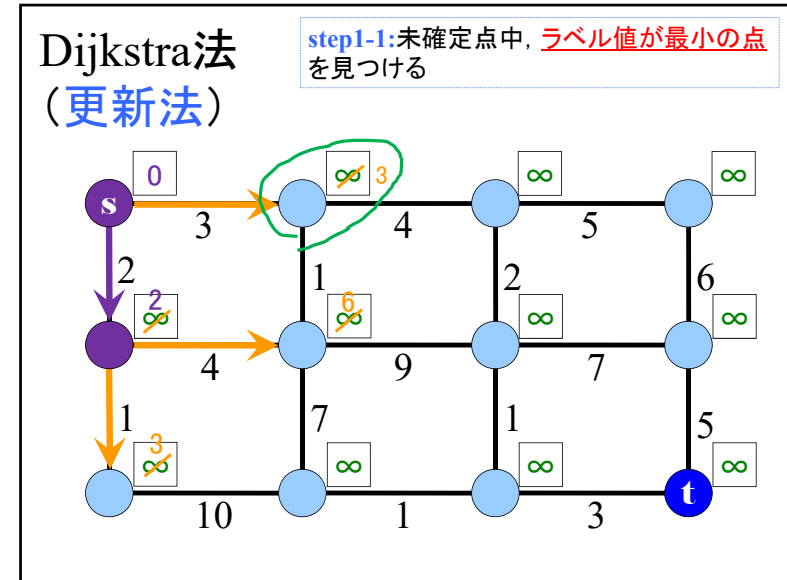 Dijkstra法
（更新法）
step1-1:未確定点中，ラベル値が最小の点
を見つける
0 ∞ 3 ∞ ∞
s 3 4 5
2 1 2 6
2 ∞ 6 ∞ ∞ ∞
4 9 7
1 7 1 5
3 ∞ ∞ ∞ ∞
t
10 1 3